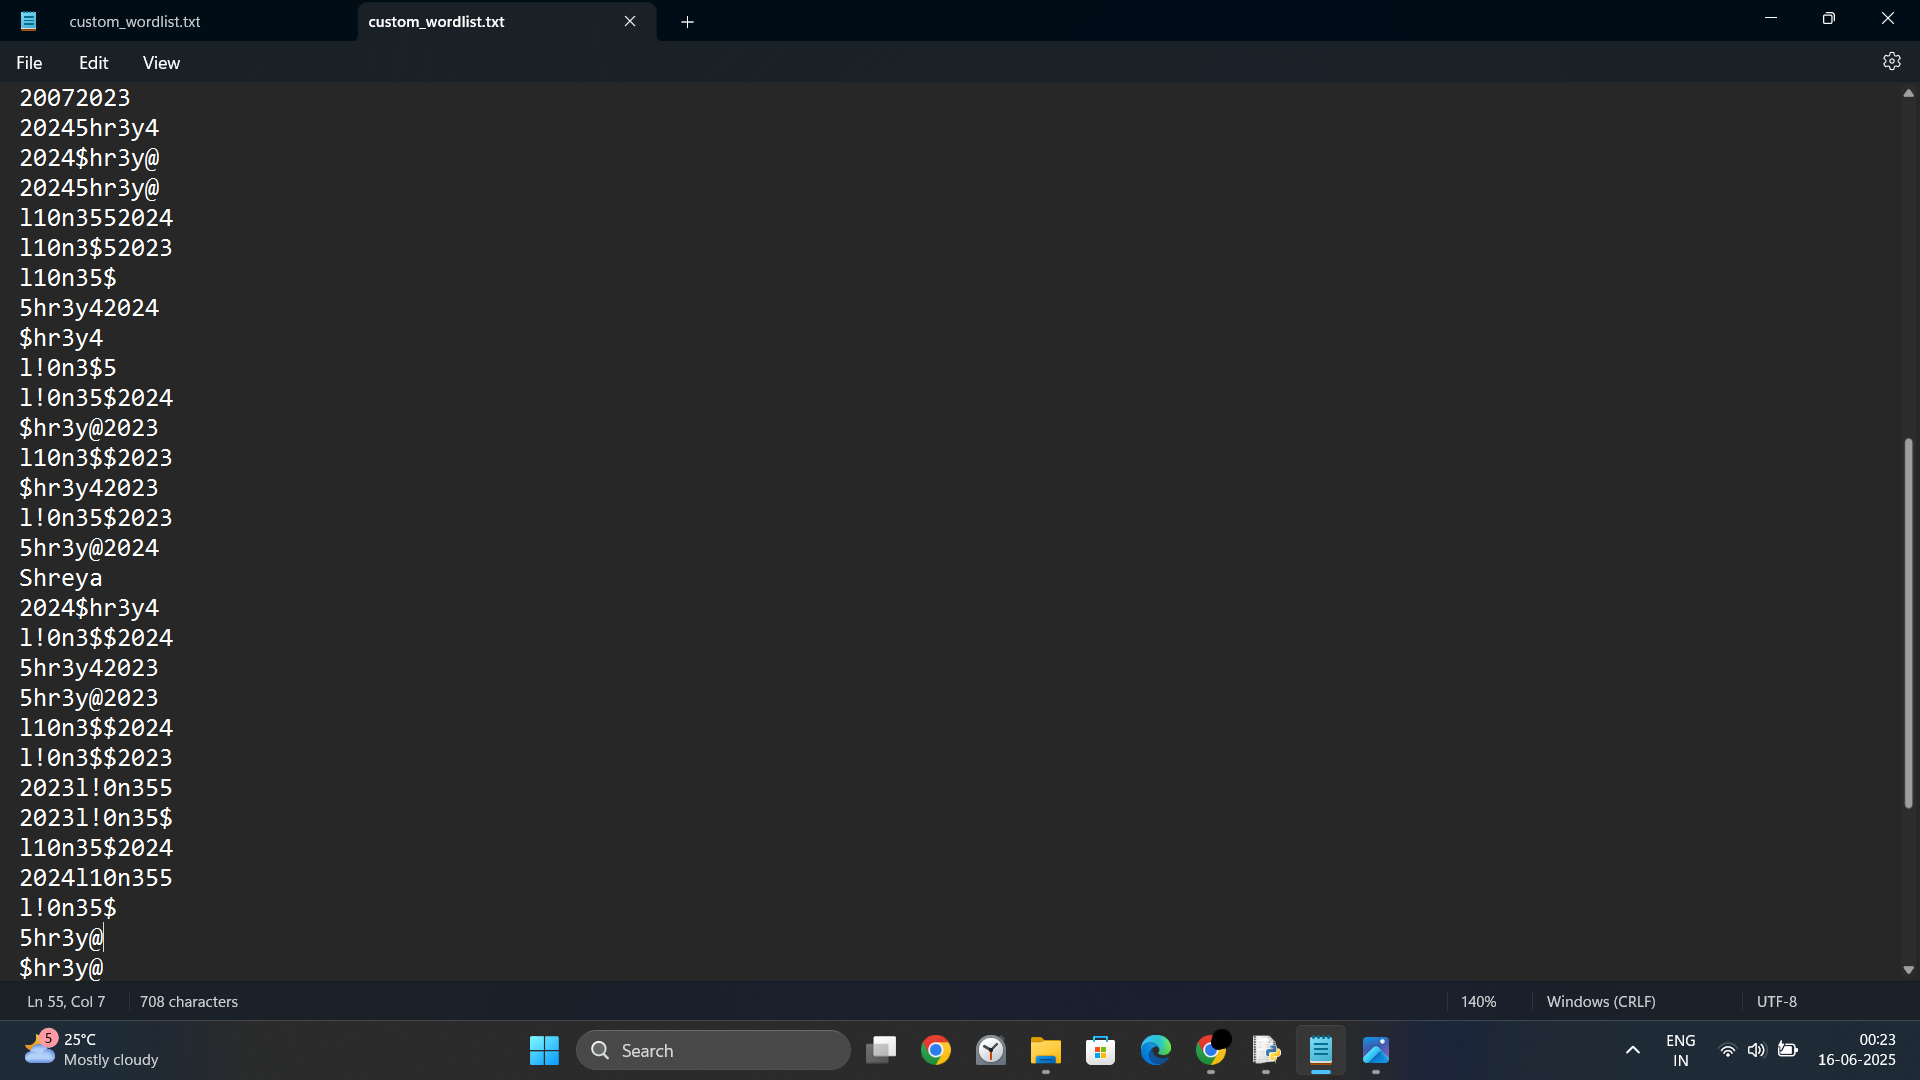 custom_wordlist.txt
custom_wordlist.txt
File Edit View
20072023
20245hr3y4
2024$hr3y@
20245hr3y@
l10n3552024
l10n3$52023
l10n35$
5hr3y42024
$hr3y4
l!0n3$5
l!0n35$2024
$hr3y@2023
l10n3$$2023
$hr3y42023
l!0n35$2023
5hr3y@2024
Shreya
2024$hr3y4
l!0n3$$2024
5hr3y42023
5hr3y@2023
l10n3$$2024
l!0n3$$2023
2023l!0n355
2023l!0n35$
l10n35$2024
2024l10n355
l!0n35$
5hr3y@
$hr3y@
Ln 55, Col 7 708 characters 140% Windows (CRLF) UTF-8
5
25°C
Mostly cloudy
Search
ENG
IN
00:23
16-06-2025